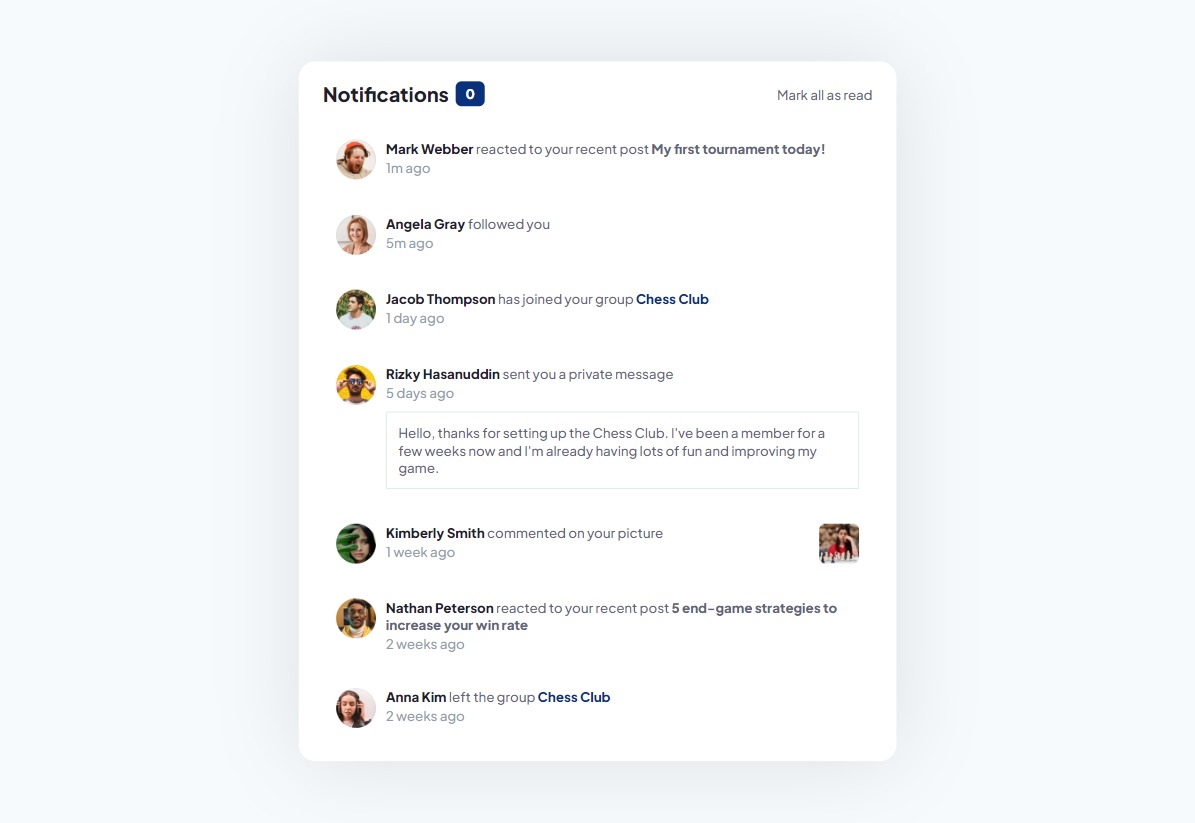 Notifications 0 Mark all as read
Mark Webber reacted to your recent post My first tournament today!
1m ago
Angela Gray followed you
5m ago
Jacob Thompson has joined your group Chess Club
1 day ago
Rizky Hasanuddin sent you a private message
5 days ago
Hello, thanks for setting up the Chess Club. I've been a member for a
few weeks now and I'm already having lots of fun and improving my
game.
Kimberly Smith commented on your picture
1 week ago
Nathan Peterson reacted to your recent post 5 end-game strategies to
increase your win rate
2 weeks ago
Anna Kim left the group Chess Club
2 weeks ago